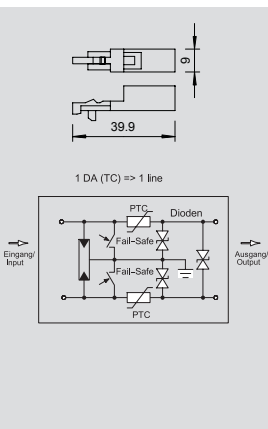 9
39.9
1 DA (TC) => 1 line
PTC
Dioden
Fail-Safe
Eingang/
Input
Ausgang/
Output
Fail-Safe
PTC